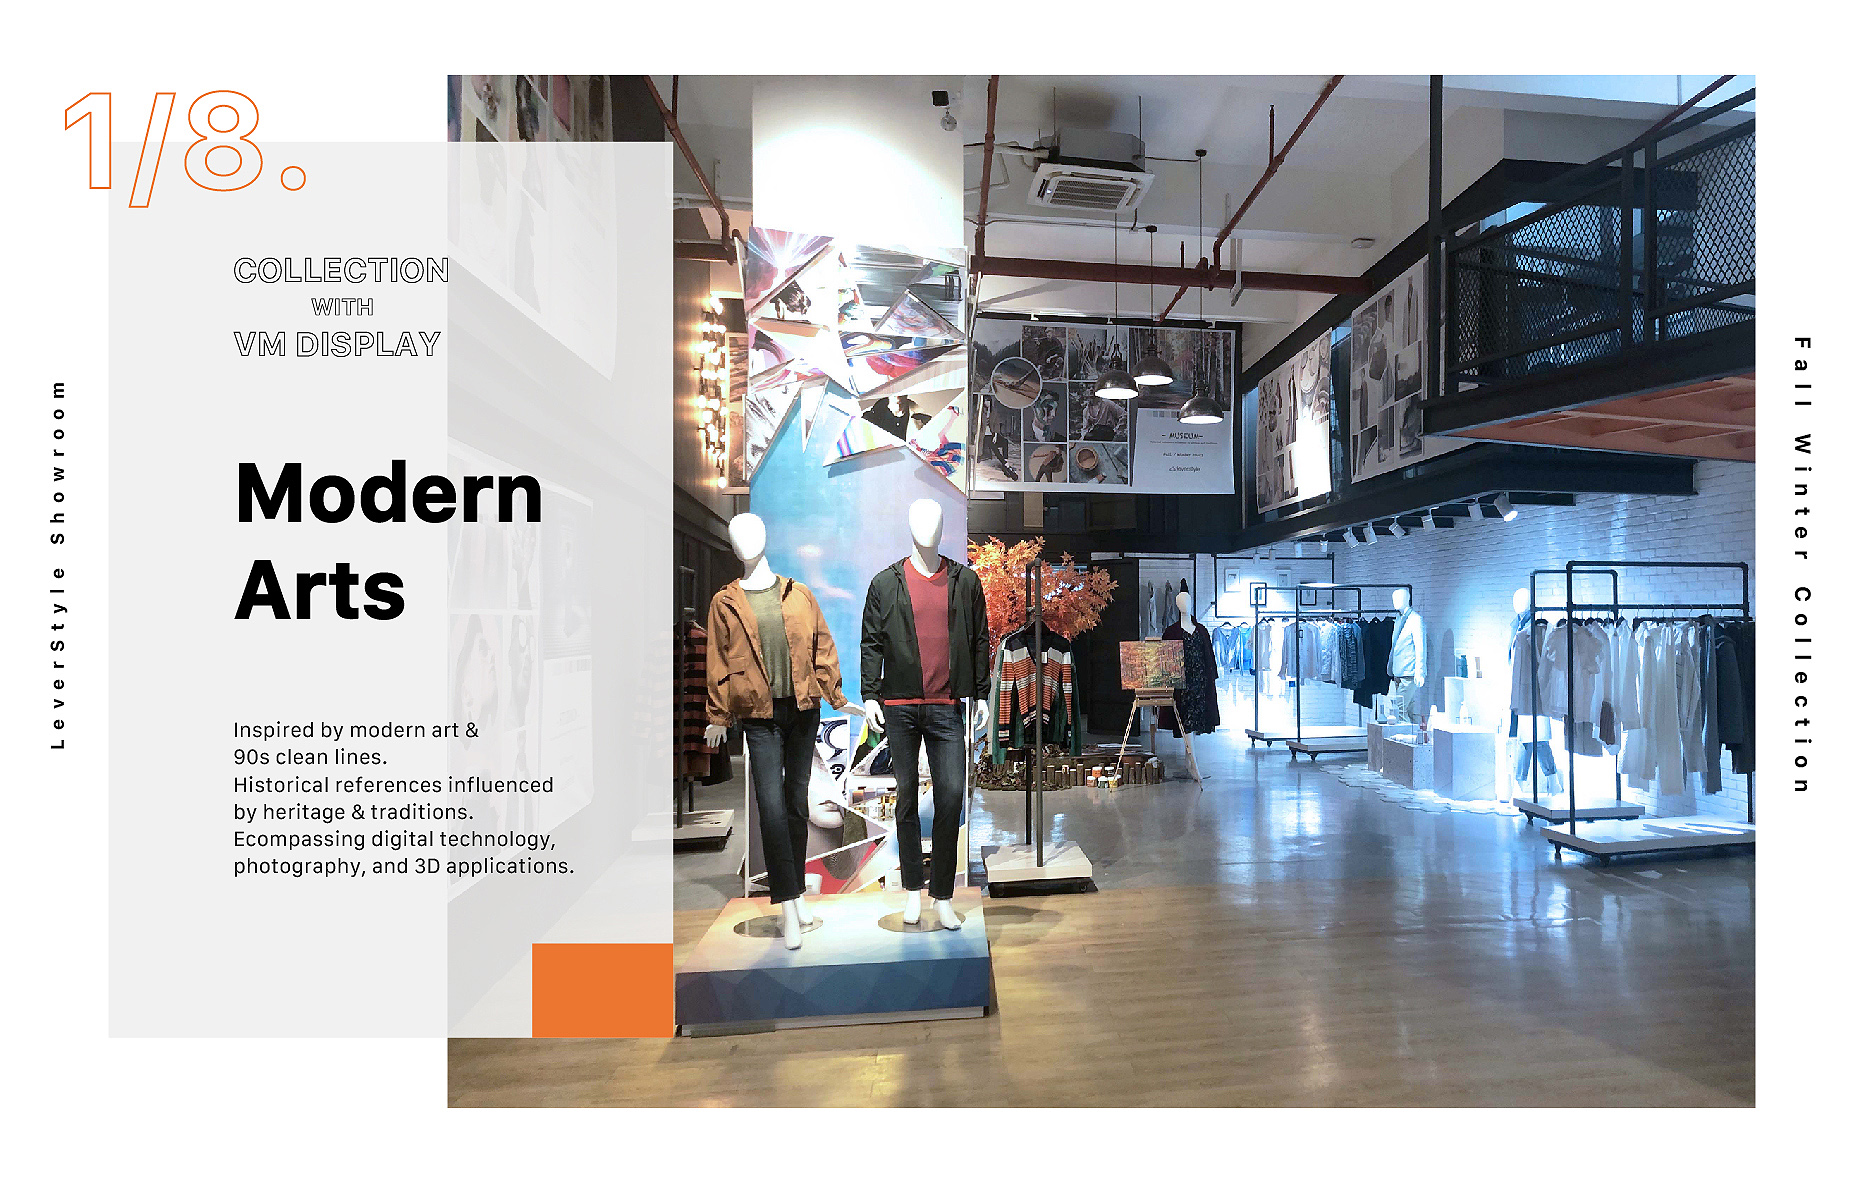 1/8.
COLLECTION
WITH
VM DISPLAY
Modern
Arts
Inspired by modern art &
90s clean lines.
Historical references influenced
by heritage & traditions.
Ecompassing digital technology,
photography, and 3D applications.
LeverStyle Showroom
Fall Winter Collection
- MUSEUM-